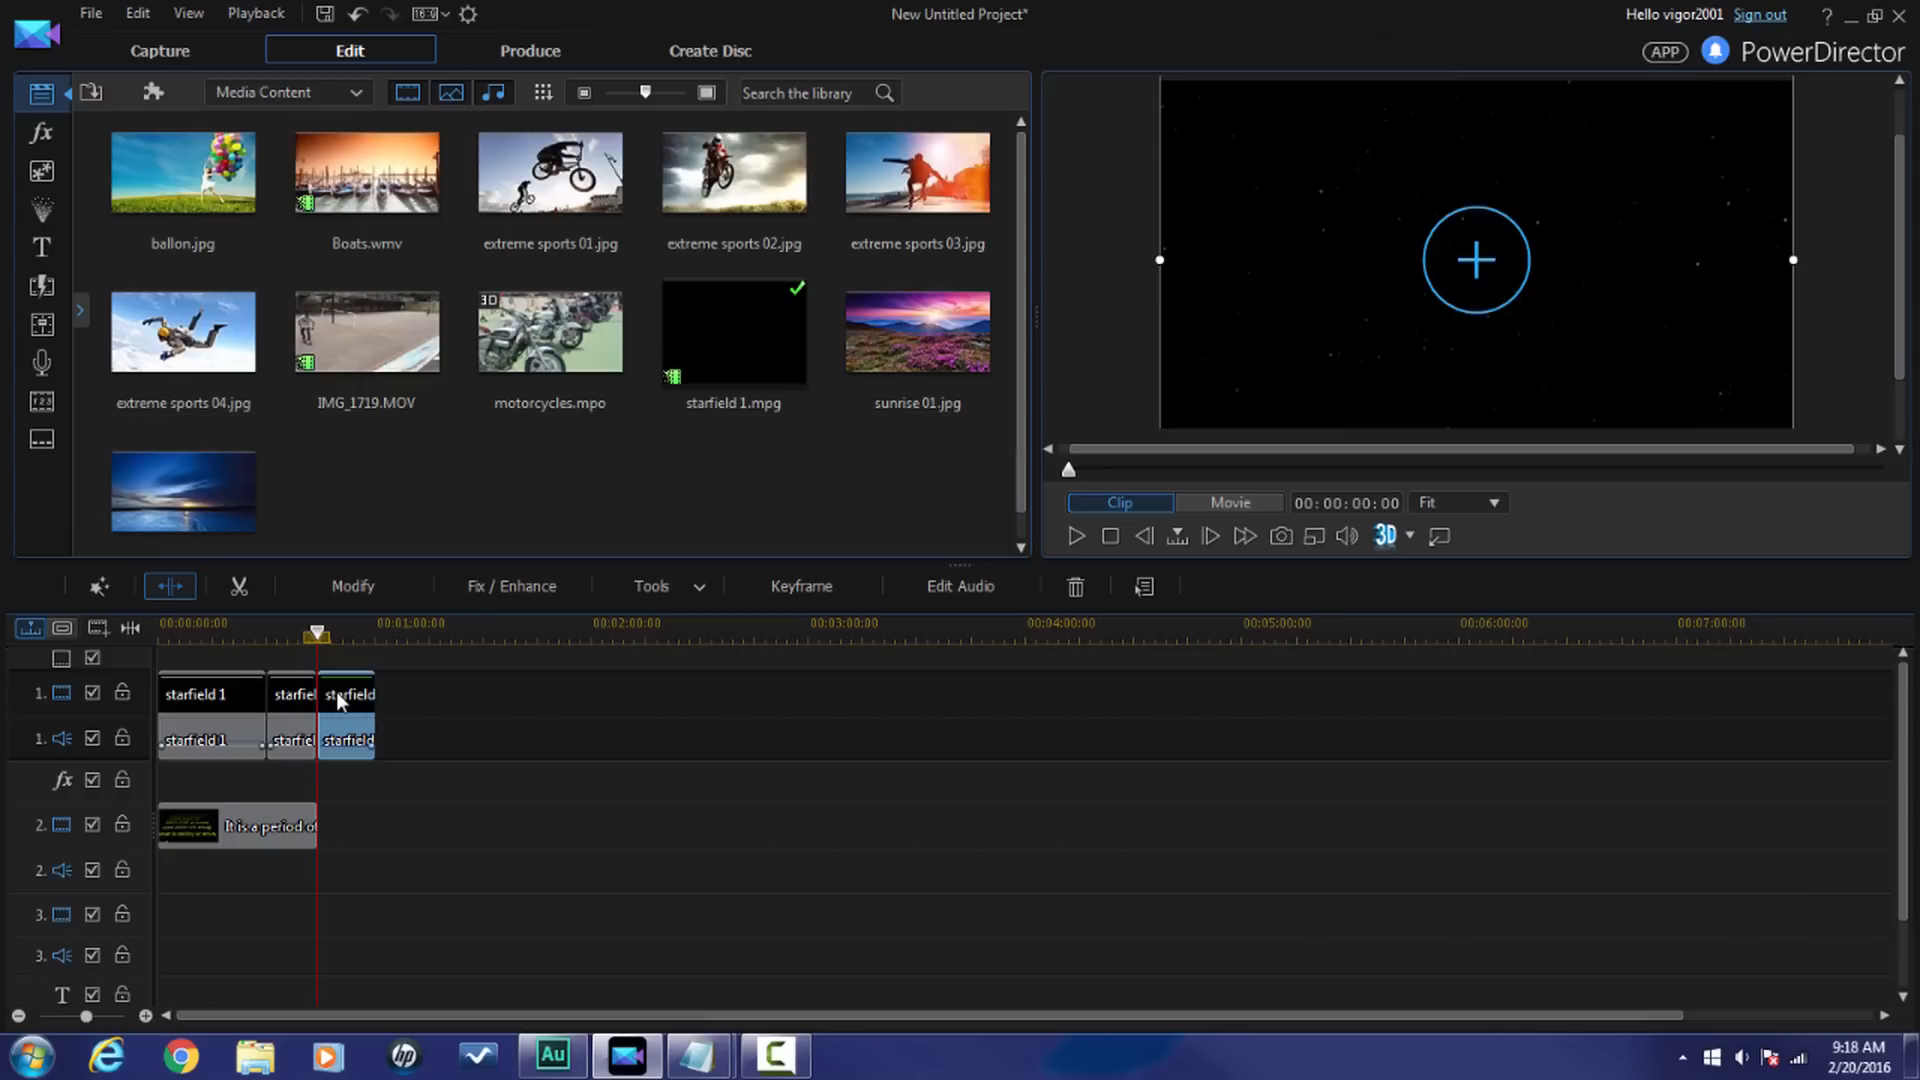 File Edit View Playback 16:9 New Untitled Project* Hello vigor2001 Sign out ?
Capture Edit Produce Create Disc APP PowerDirector
Media Content Search the library
fx
T
ballon.jpg Boats.wmv extreme sports 01.jpg extreme sports 02.jpg extreme sports 03.jpg
3D
extreme sports 04.jpg IMG_1719.MOV motorcycles.mpo starfield 1.mpg sunrise 01.jpg
Clip Movie 00:00:00:00 Fit
3D
Modify Fix / Enhance Tools Keyframe Edit Audio
00:00:00:00 00:01:00:00 00:02:00:00 00:03:00:00 00:04:00:00 00:05:00:00 00:06:00:00 00:07:00:00
1. starfield 1 starfiel starfield
1. starfield 1 starfiel starfield
fx
2. It is a period of
2.
3.
3.
T
hp Au C 9:18 AM
2/20/2016